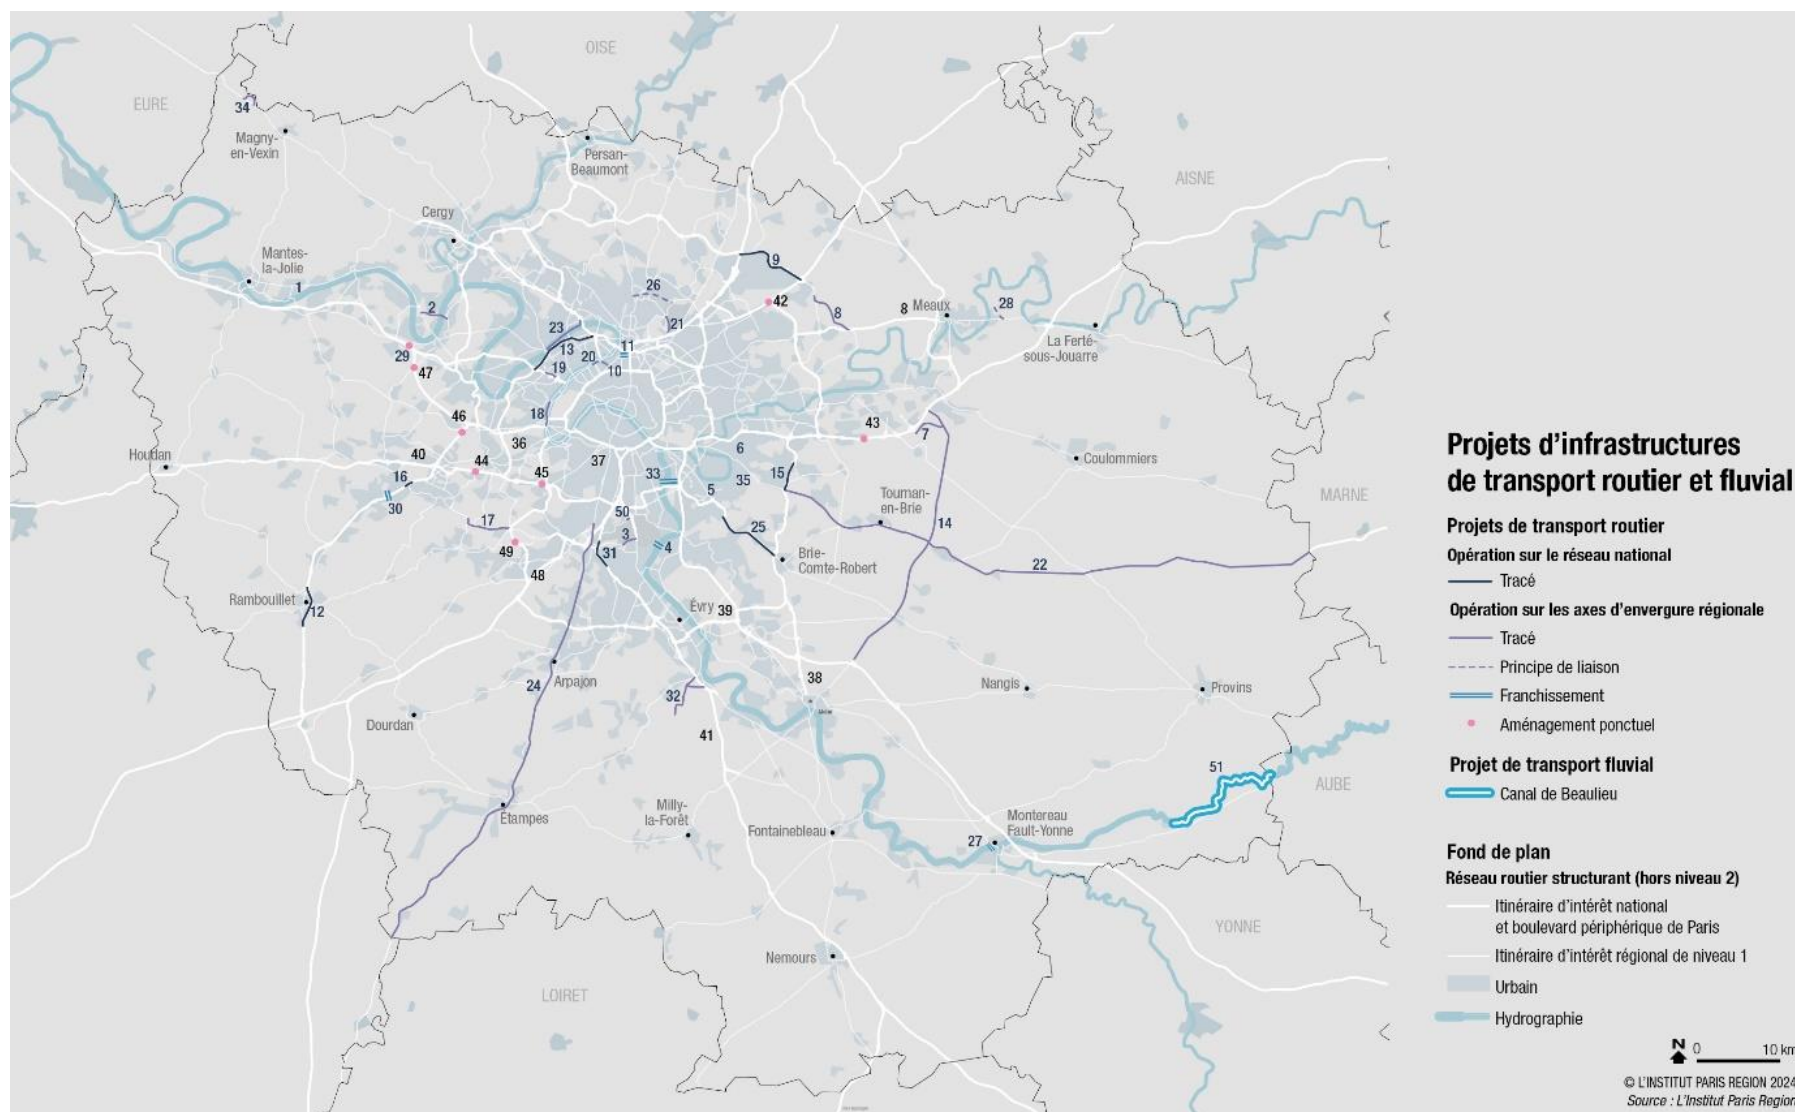 OISE
EURE
34
Magny-
en-Vexin
Persan-
Beaumont
AISNE
Cergy
Mantes-
la-Jolie
1
9
26
42
2
8
8
Meaux
28
23
21
La Ferté-
sous-Jouarre
13
11
20
29
47
19
10
46
18
43
7
36
40
Houdan
44
45
37
6
Coulommiers
16
33
35
15
5
30
MARNE
Tournan-
en-Brie
17
50
3
25
14
49
31
4
Brie-
Comte-Robert
22
48
Rambouillet
12
Évry
39
24
Arpajon
32
38
Nangis
Provins
Dourdan
41
51
AUBE
Étampes
Milly-
la-Forêt
Fontainebleau
Montereau
Fault-Yonne
27
YONNE
Nemours
LOIRET
Projets d’infrastructures
de transport routier et fluvial
Projets de transport routier
Opération sur le réseau national
Tracé
Opération sur les axes d’envergure régionale
Tracé
Principe de liaison
Franchissement
Aménagement ponctuel
Projet de transport fluvial
Canal de Beaulieu
Fond de plan
Réseau routier structurant (hors niveau 2)
Itinéraire d’intérêt national
et boulevard périphérique de Paris
Itinéraire d’intérêt régional de niveau 1
Urbain
Hydrographie
N
0 10 km
© L’INSTITUT PARIS REGION 2024
Source : L’Institut Paris Region